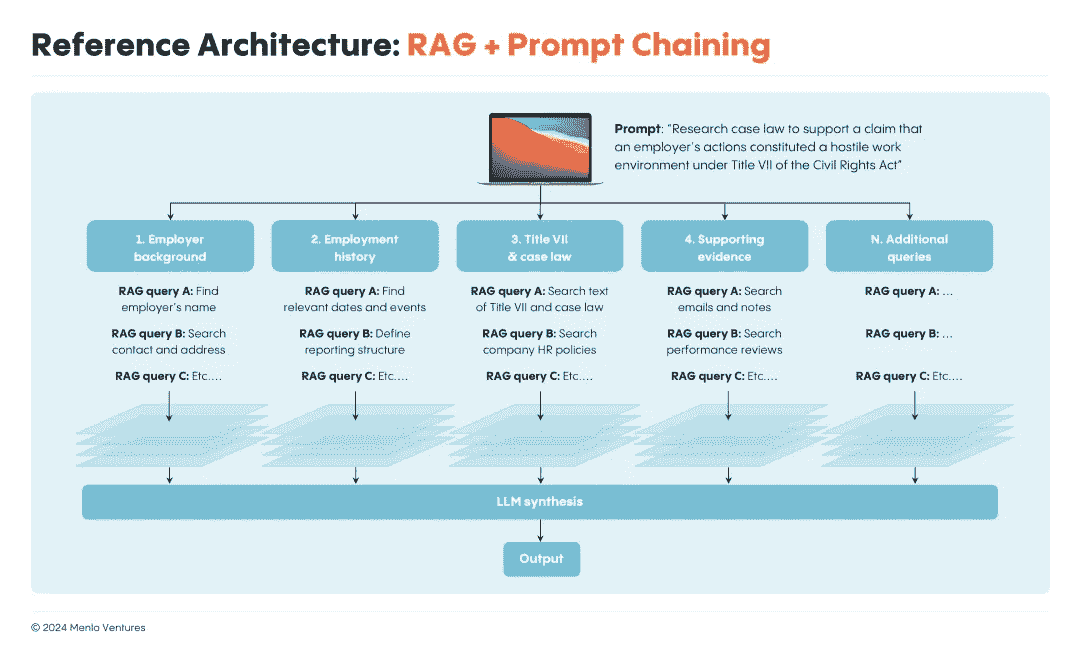 Reference Architecture: RAG + Prompt Chaining
Prompt: "Research case law to support a claim that
an employer's actions constituted a hostile work
environment under Title VII of the Civil Rights Act"
1. Employer
background
RAG query A: Find
employer's name
RAG query B: Search
contact and address
RAG query C: Etc....
2. Employment
history
RAG query A: Find
relevant dates and events
RAG query B: Define
reporting structure
RAG query C: Etc....
3. Title VII
& case law
RAG query A: Search text
of Title VII and case law
RAG query B: Search
company HR policies
RAG query C: Etc....
4. Supporting
evidence
RAG query A: Search
emails and notes
RAG query B: Search
performance reviews
RAG query C: Etc....
N. Additional
queries
RAG query A: ...
RAG query B: ...
RAG query C: Etc....
LLM synthesis
Output
© 2024 Menlo Ventures